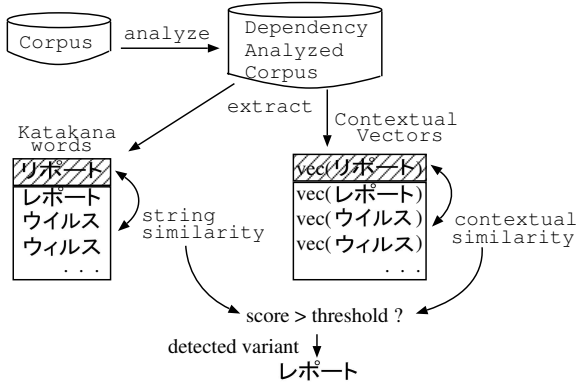 Corpus
analyze
Dependency
Analyzed
Corpus
extract
Katakana
words
リポート
レポート
ウイルス
ウィルス
. . .
string
similarity
Contextual
Vectors
vec(リポート)
vec(レポート)
vec(ウイルス)
vec(ウィルス)
. . .
contextual
similarity
score > threshold ?
detected variant
レポート